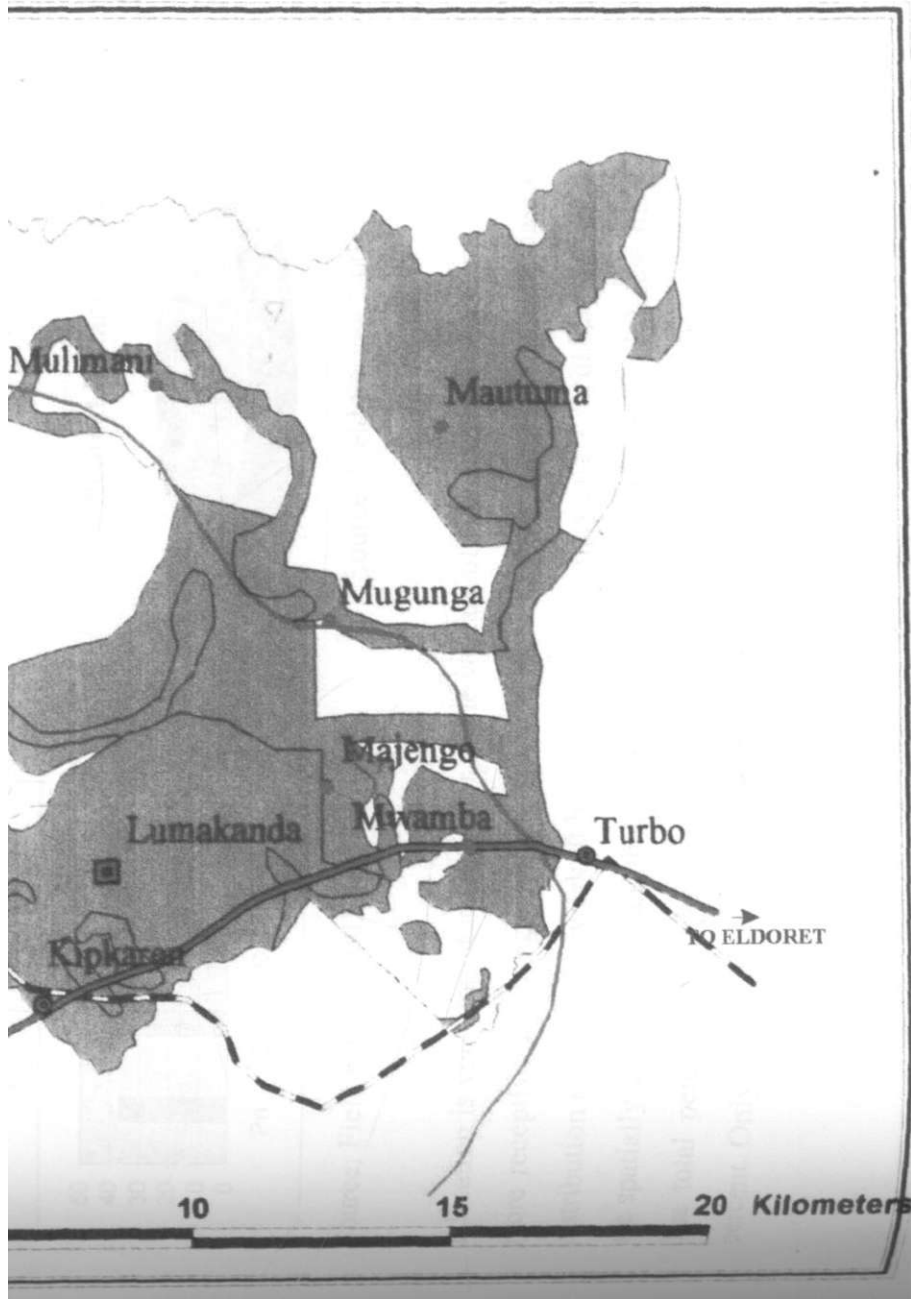 Mulimani
Mautuma
Mugunga
Majengo
Mwamba
Lumakanda
Turbo
TO ELDORET
Kipkaren
10 15 20 Kilometers